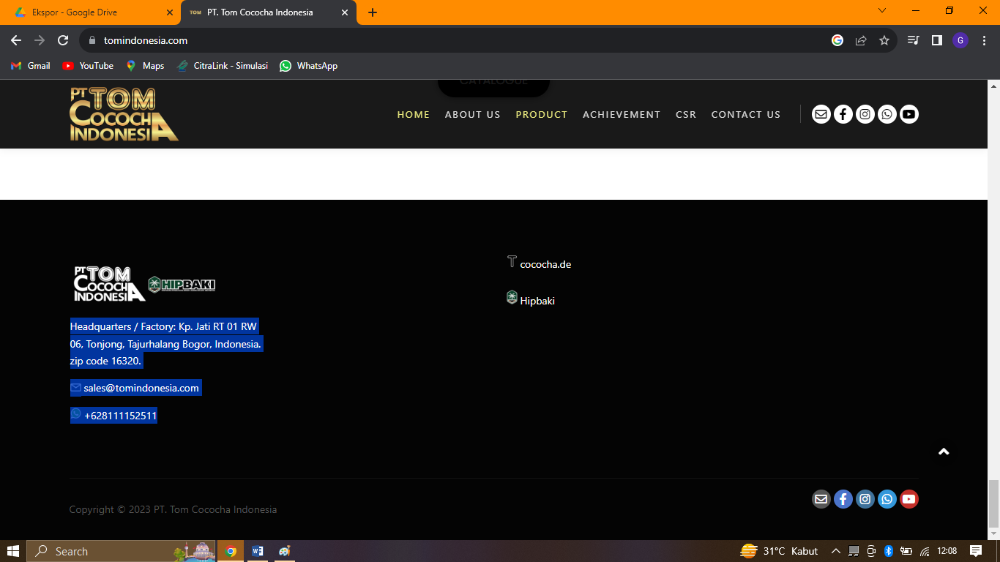 Ekspor - Google Drive
TOM PT. Tom Cococha Indonesia
tomindonesia.com
G
Gmail YouTube Maps CitraLink - Simulasi WhatsApp
CATALOGUE
PT TOM
COCOCHA
INDONESIA
HOME ABOUT US PRODUCT ACHIEVEMENT CSR CONTACT US
PT TOM
COCOCHA
INDONESIA
HIPBAKI
cococha.de
Hipbaki
Headquarters / Factory: Kp. Jati RT 01 RW
06, Tonjong, Tajurhalang Bogor, Indonesia.
zip code 16320.
sales@tomindonesia.com
+628111152511
Copyright © 2023 PT. Tom Cococha Indonesia
Search
31°C Kabut
12:08